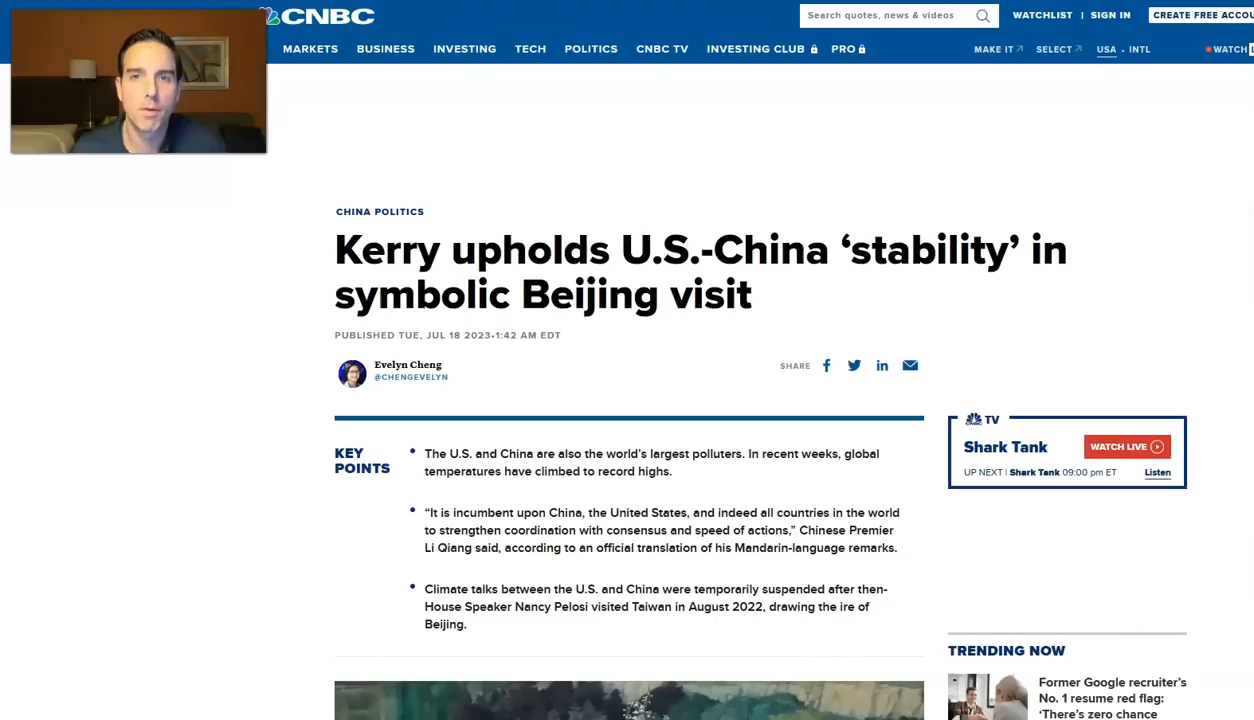 CNBC
Search quotes, news & videos
WATCHLIST | SIGN IN
CREATE FREE ACCOU
MARKETS BUSINESS INVESTING TECH POLITICS CNBC TV INVESTING CLUB PRO
MAKE IT SELECT USA • INTL WATCH L
CHINA POLITICS
Kerry upholds U.S.-China ‘stability’ in
symbolic Beijing visit
PUBLISHED TUE, JUL 18 2023•1:42 AM EDT
Evelyn Cheng
@CHENGEVELYN
SHARE
KEY
POINTS
• The U.S. and China are also the world’s largest polluters. In recent weeks, global
temperatures have climbed to record highs.
• “It is incumbent upon China, the United States, and indeed all countries in the world
to strengthen coordination with consensus and speed of actions,” Chinese Premier
Li Qiang said, according to an official translation of his Mandarin-language remarks.
• Climate talks between the U.S. and China were temporarily suspended after then-
House Speaker Nancy Pelosi visited Taiwan in August 2022, drawing the ire of
Beijing.
TV
Shark Tank
WATCH LIVE
UP NEXT | Shark Tank 09:00 pm ET
Listen
TRENDING NOW
Former Google recruiter’s
No. 1 resume red flag:
‘There’s zero chance